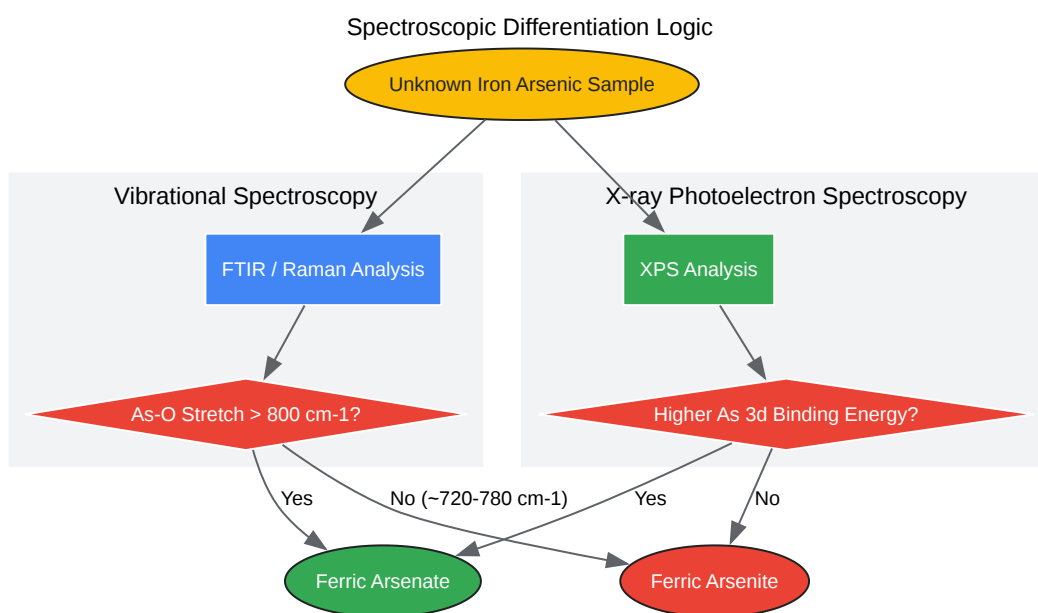 Spectroscopic Differentiation Logic
Unknown Iron Arsenic Sample
Vibrational Spectroscopy
X-ray Photoelectron Spectroscopy
FTIR / Raman Analysis
XPS Analysis
As-O Stretch > 800 cm-1?
Higher As 3d Binding Energy?
Yes
No (~720-780 cm-1)
Yes
No
Ferric Arsenate
Ferric Arsenite